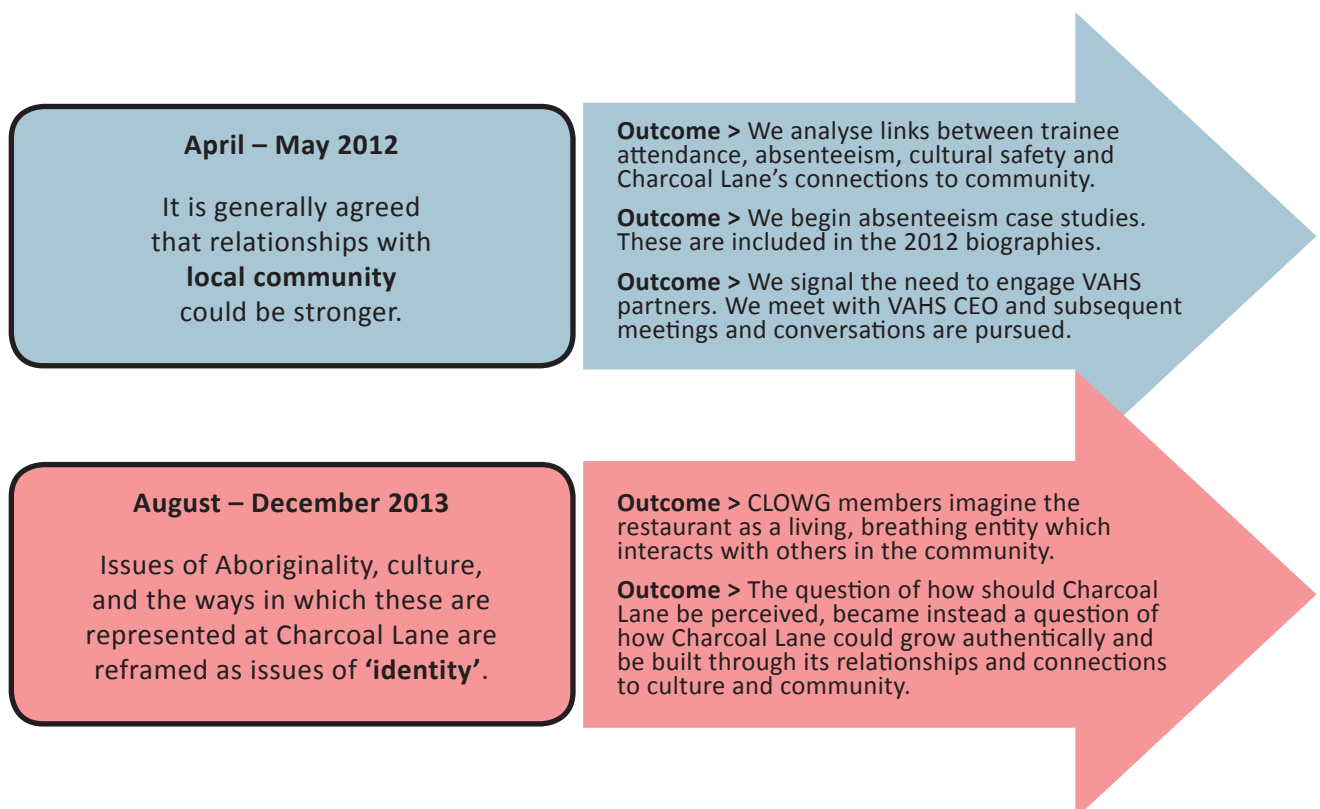 April – May 2012
It is generally agreed
that relationships with
local community
could be stronger.
Outcome > We analyse links between trainee
attendance, absenteeism, cultural safety and
Charcoal Lane’s connections to community.
Outcome > We begin absenteeism case studies.
These are included in the 2012 biographies.
Outcome > We signal the need to engage VAHS
partners. We meet with VAHS CEO and subsequent
meetings and conversations are pursued.
August – December 2013
Issues of Aboriginality, culture,
and the ways in which these are
represented at Charcoal Lane are
reframed as issues of ‘identity’.
Outcome > CLOWG members imagine the
restaurant as a living, breathing entity which
interacts with others in the community.
Outcome > The question of how should Charcoal
Lane be perceived, became instead a question of
how Charcoal Lane could grow authentically and
be built through its relationships and connections
to culture and community.